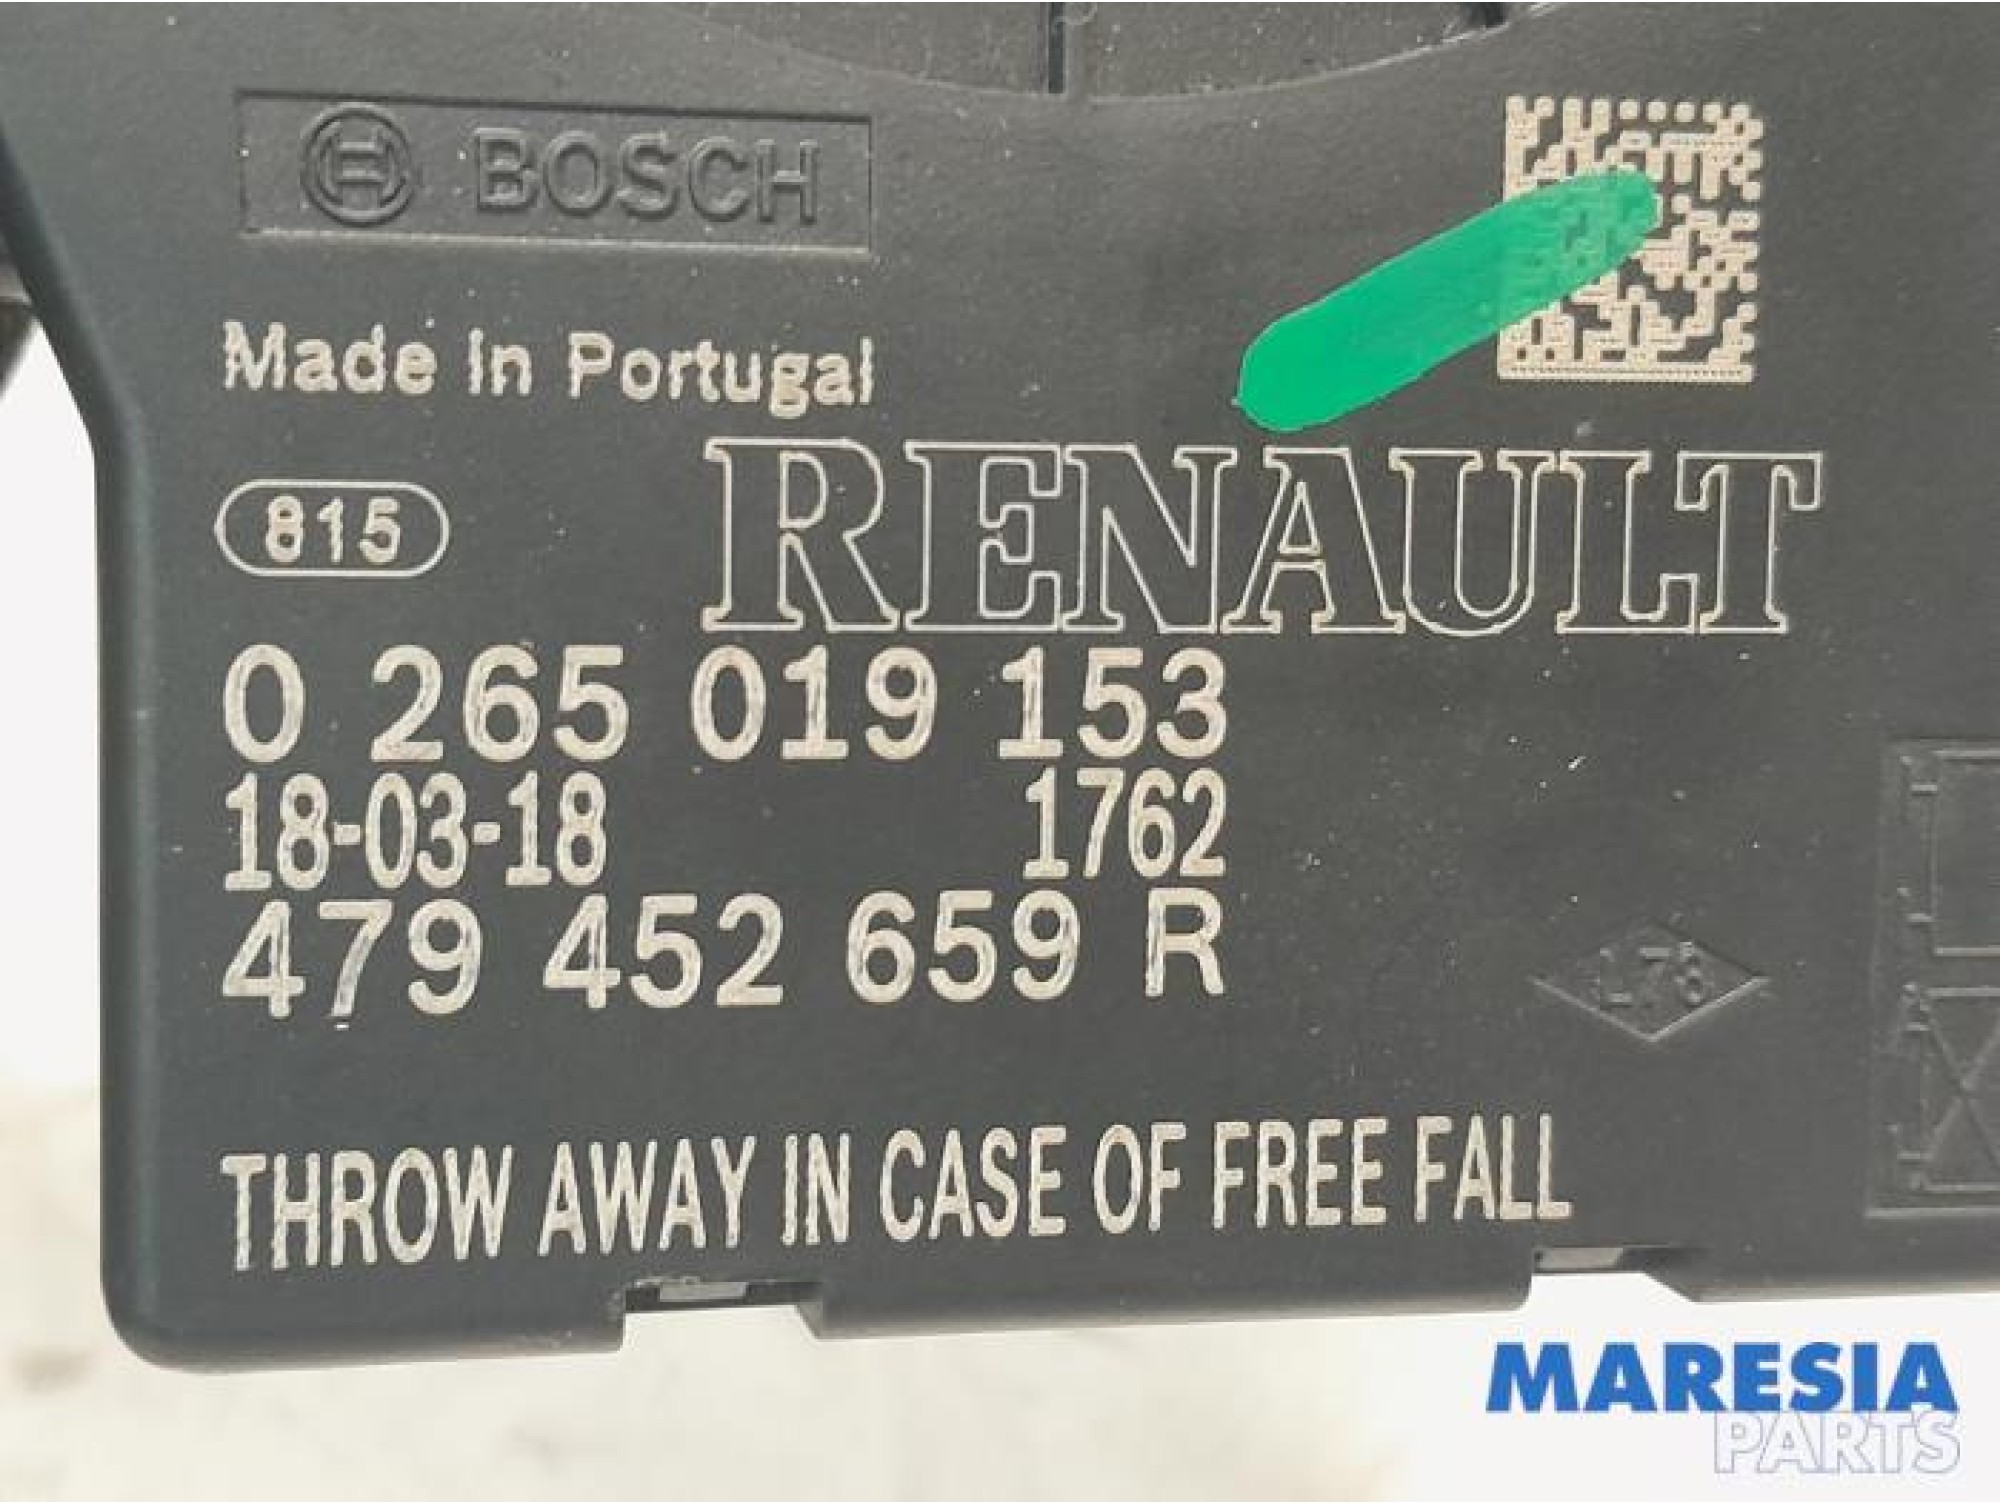 BOSCH
Made in Portugal
815
RENAULT
0 265 019 153
18-03-18 1762
479 452 659 R
L78
THROW AWAY IN CASE OF FREE FALL
MARESIA
PARTS